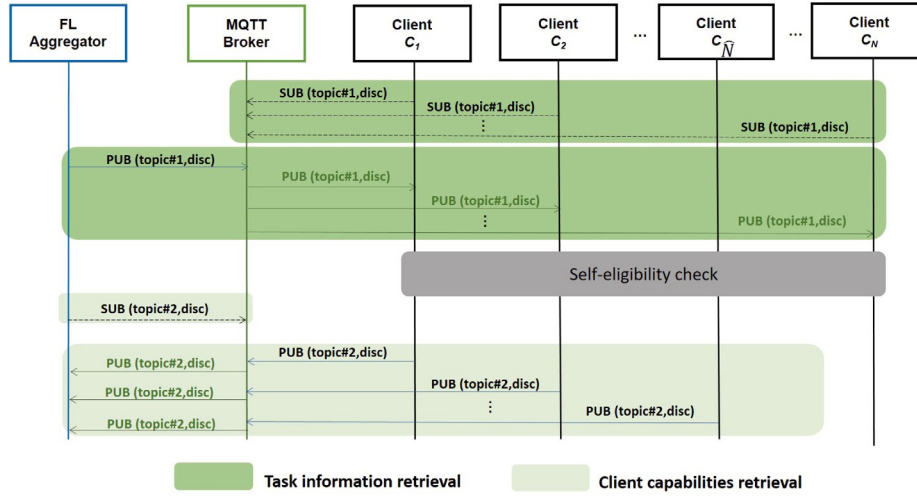 FL
Aggregator
MQTT
Broker
Client
C1
Client
C2
...
Client
CN̂
...
Client
CN
SUB (topic#1,disc)
SUB (topic#1,disc)
⋮
SUB (topic#1,disc)
PUB (topic#1,disc)
PUB (topic#1,disc)
PUB (topic#1,disc)
⋮
PUB (topic#1,disc)
Self-eligibility check
SUB (topic#2,disc)
PUB (topic#2,disc)
PUB (topic#2,disc)
PUB (topic#2,disc)
PUB (topic#2,disc)
⋮
PUB (topic#2,disc)
PUB (topic#2,disc)
Task information retrieval
Client capabilities retrieval